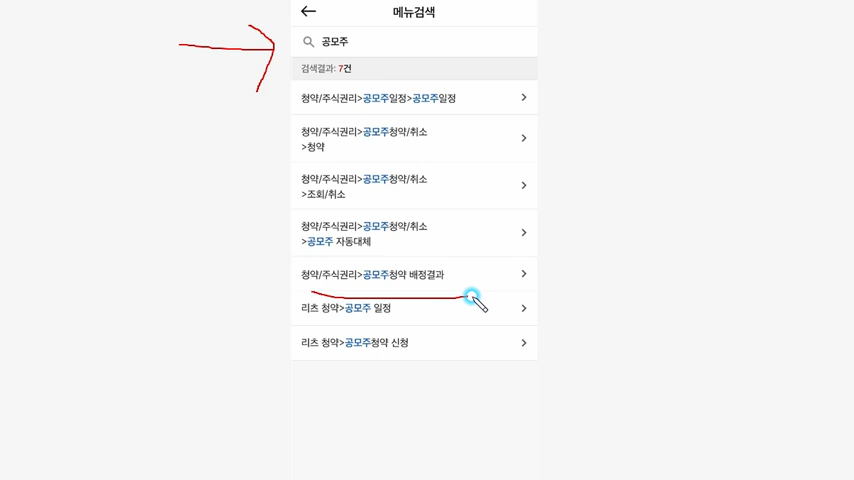 메뉴검색
공모주
검색결과: 7건
청약/주식권리>공모주일정>공모주일정
청약/주식권리>공모주청약/취소
>청약
청약/주식권리>공모주청약/취소
>조회/취소
청약/주식권리>공모주청약/취소
>공모주 자동대체
청약/주식권리>공모주청약 배정결과
리츠 청약>공모주 일정
리츠 청약>공모주청약 신청